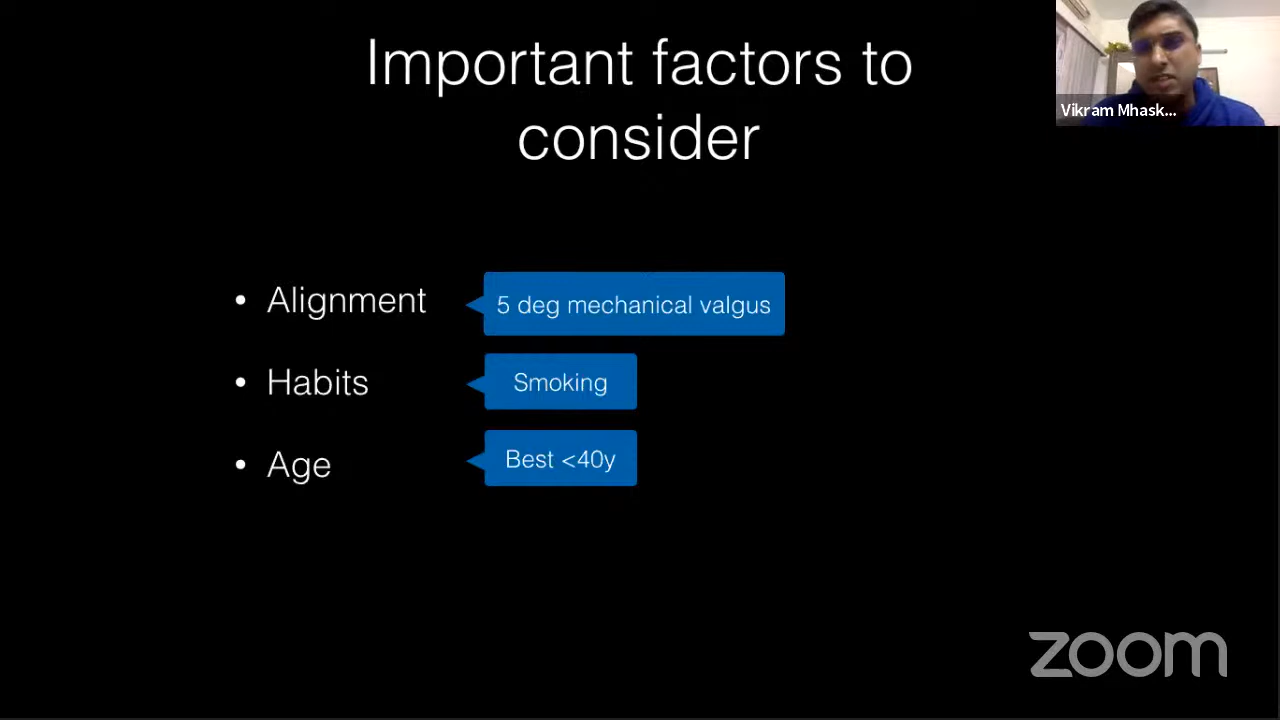 Important factors to
consider
Vikram Mhask...
• Alignment
5 deg mechanical valgus
• Habits
Smoking
• Age
Best <40y
zoom